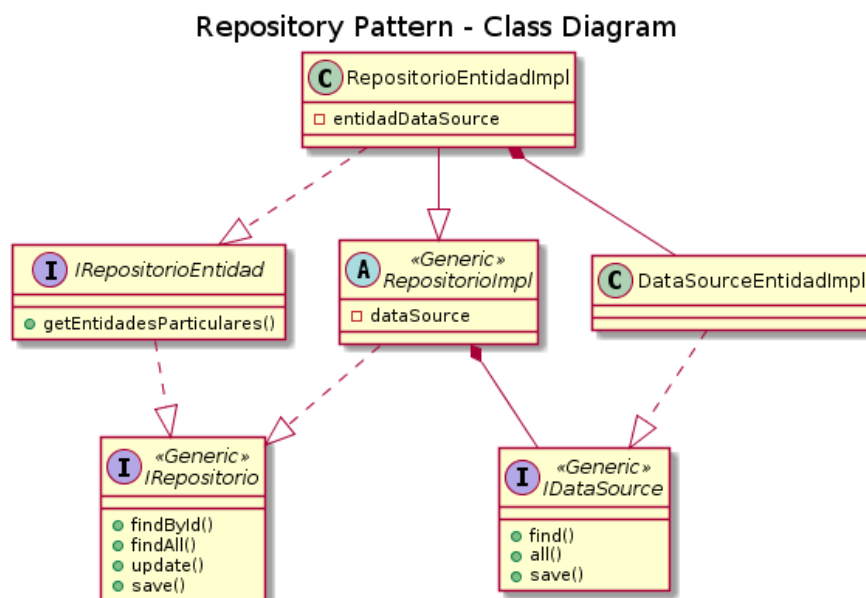 Repository Pattern - Class Diagram
C RepositorioEntidadImpl
entidadDataSource
I IRepositorioEntidad
getEntidadesParticulares()
A «Generic»
RepositorioImpl
dataSource
C DataSourceEntidadImpl
I «Generic»
IRepositorio
findById()
findAll()
update()
save()
I «Generic»
IDataSource
find()
all()
save()